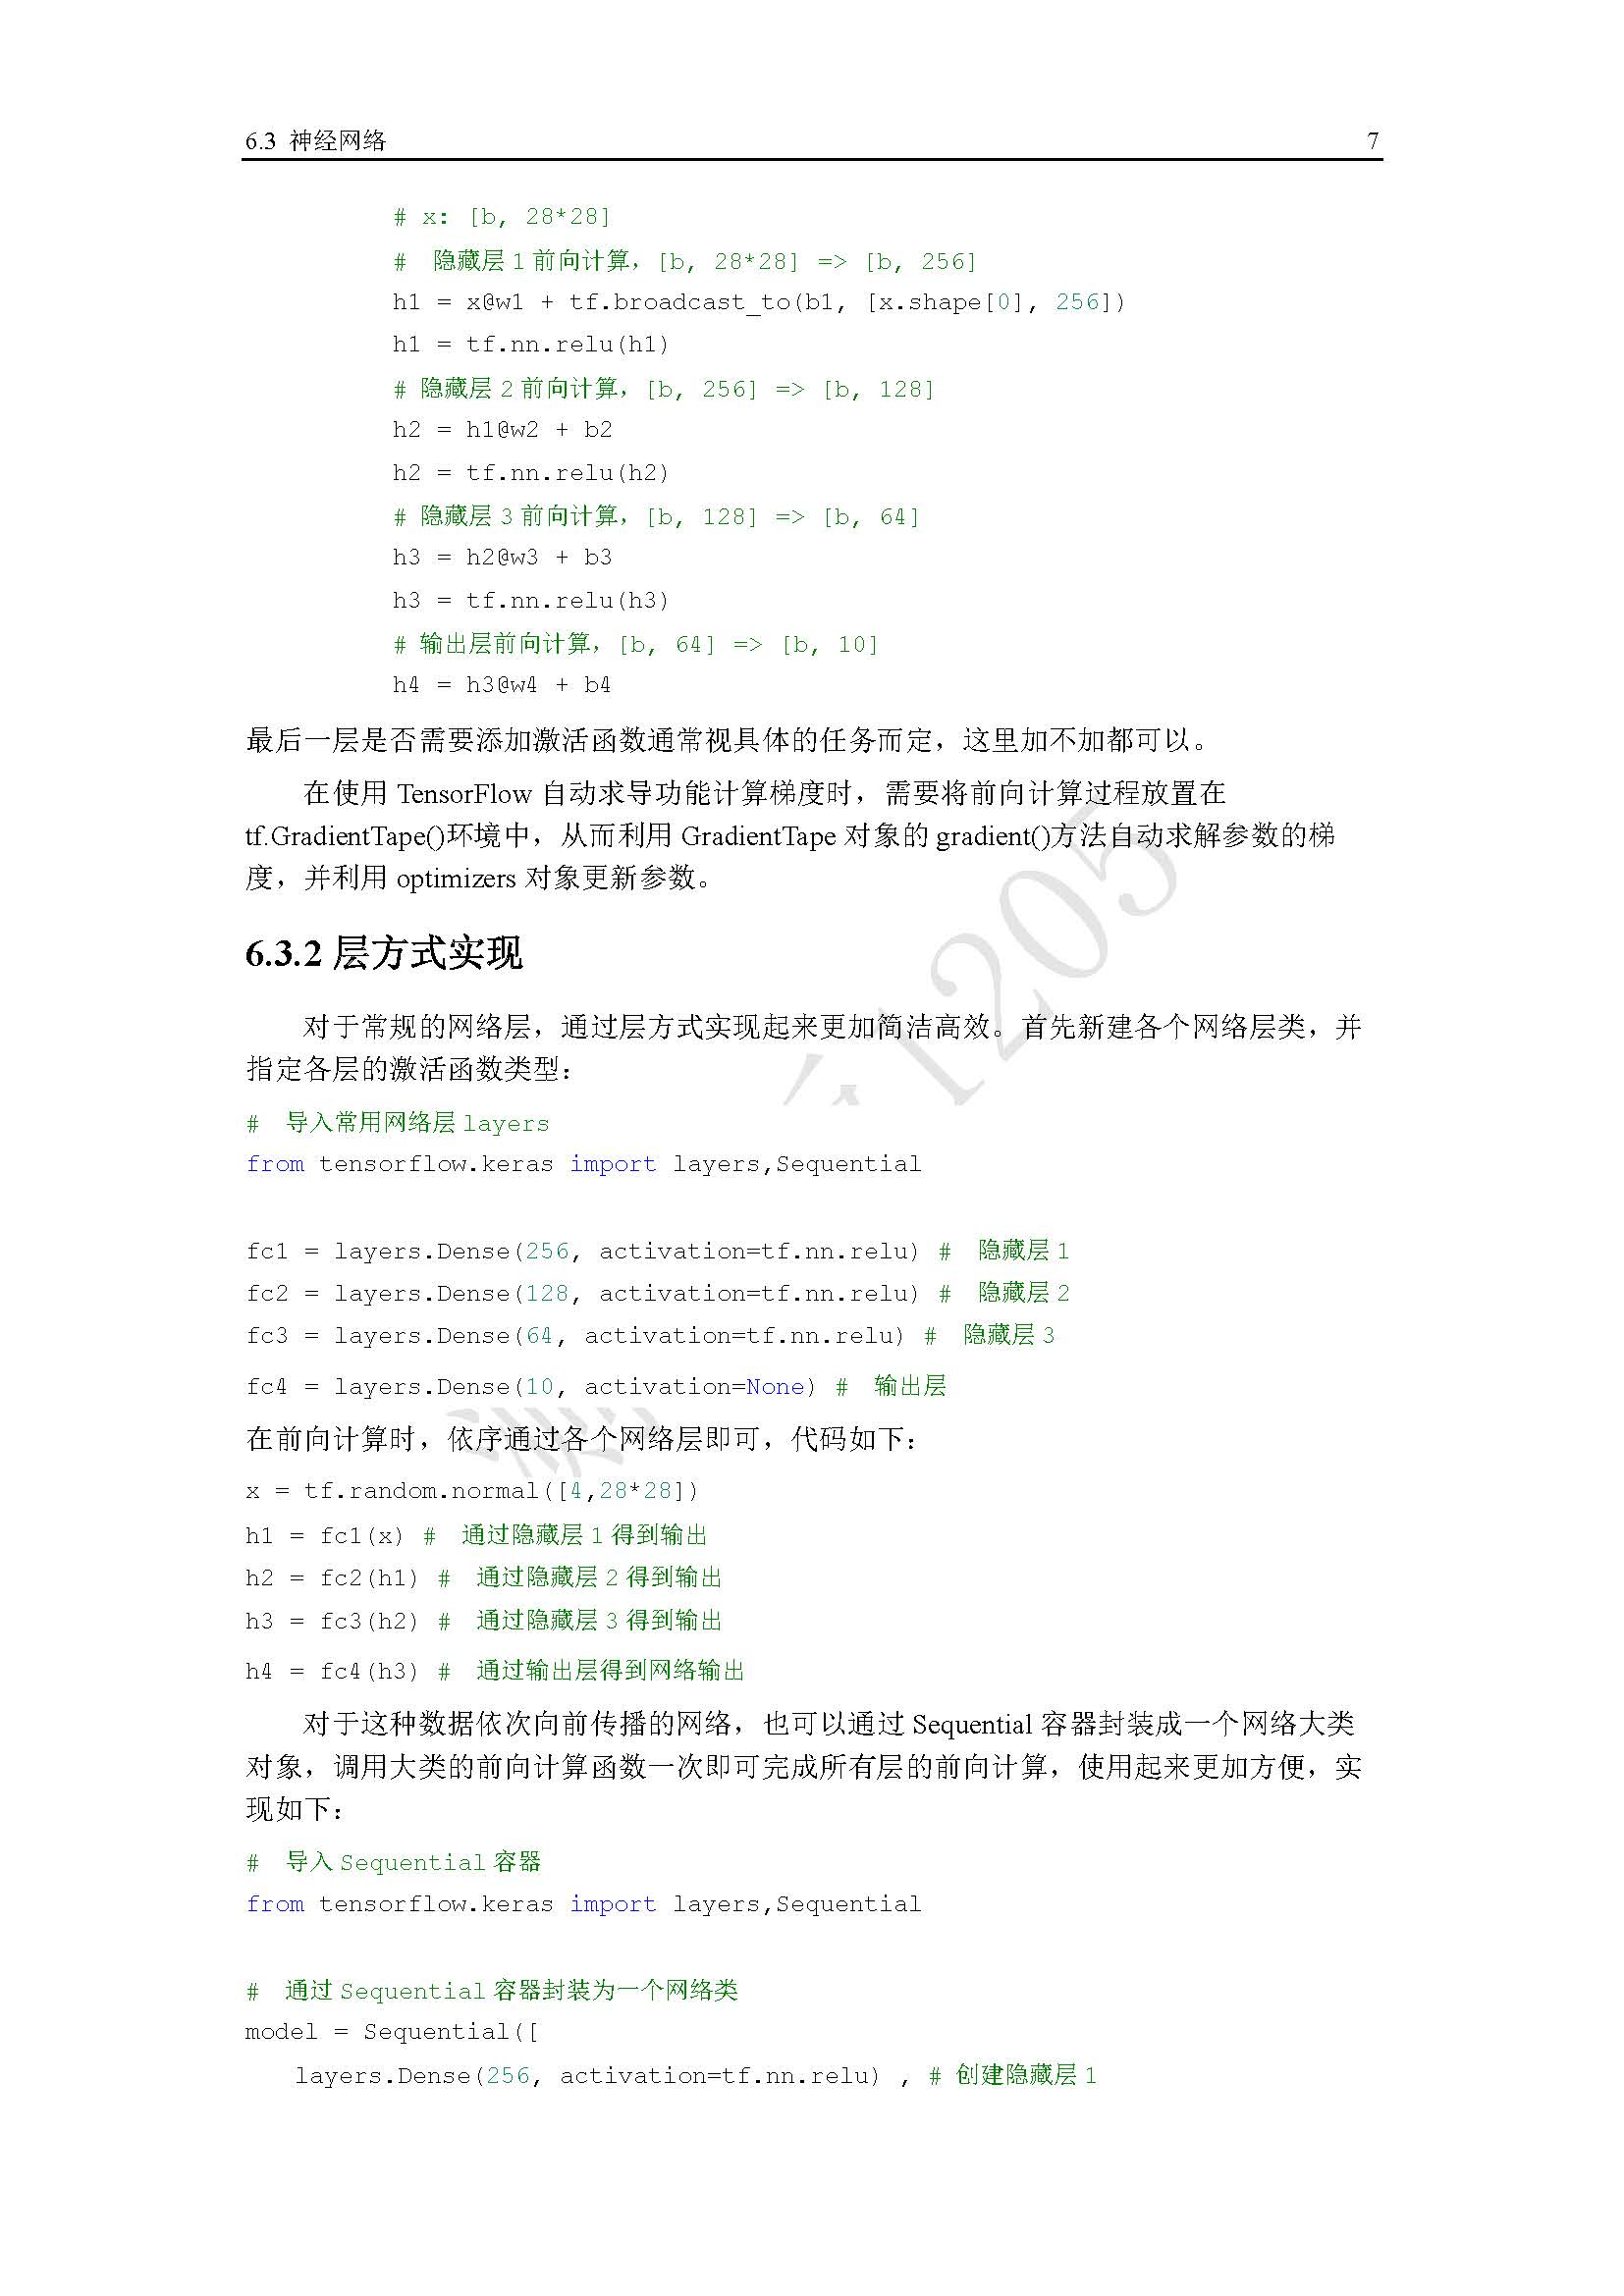 6.3 神经网络 7
# x: [b, 28*28]
# 隐藏层 1 前向计算，[b, 28*28] => [b, 256]
h1 = x@w1 + tf.broadcast_to(b1, [x.shape[0], 256])
h1 = tf.nn.relu(h1)
# 隐藏层 2 前向计算，[b, 256] => [b, 128]
h2 = h1@w2 + b2
h2 = tf.nn.relu(h2)
# 隐藏层 3 前向计算，[b, 128] => [b, 64]
h3 = h2@w3 + b3
h3 = tf.nn.relu(h3)
# 输出层前向计算，[b, 64] => [b, 10]
h4 = h3@w4 + b4
最后一层是否需要添加激活函数通常视具体的任务而定，这里加不加都可以。
在使用 TensorFlow 自动求导功能计算梯度时，需要将前向计算过程放置在
tf.GradientTape()环境中，从而利用 GradientTape 对象的 gradient()方法自动求解参数的梯
度，并利用 optimizers 对象更新参数。
6.3.2 层方式实现
对于常规的网络层，通过层方式实现起来更加简洁高效。首先新建各个网络层类，并
指定各层的激活函数类型：
# 导入常用网络层 layers
from tensorflow.keras import layers,Sequential
fc1 = layers.Dense(256, activation=tf.nn.relu) # 隐藏层 1
fc2 = layers.Dense(128, activation=tf.nn.relu) # 隐藏层 2
fc3 = layers.Dense(64, activation=tf.nn.relu) # 隐藏层 3
fc4 = layers.Dense(10, activation=None) # 输出层
在前向计算时，依序通过各个网络层即可，代码如下：
x = tf.random.normal([4,28*28])
h1 = fc1(x) # 通过隐藏层 1 得到输出
h2 = fc2(h1) # 通过隐藏层 2 得到输出
h3 = fc3(h2) # 通过隐藏层 3 得到输出
h4 = fc4(h3) # 通过输出层得到网络输出
对于这种数据依次向前传播的网络，也可以通过 Sequential 容器封装成一个网络大类
对象，调用大类的前向计算函数一次即可完成所有层的前向计算，使用起来更加方便，实
现如下：
# 导入 Sequential 容器
from tensorflow.keras import layers,Sequential
# 通过 Sequential 容器封装为一个网络类
model = Sequential([
layers.Dense(256, activation=tf.nn.relu) , # 创建隐藏层 1
1205